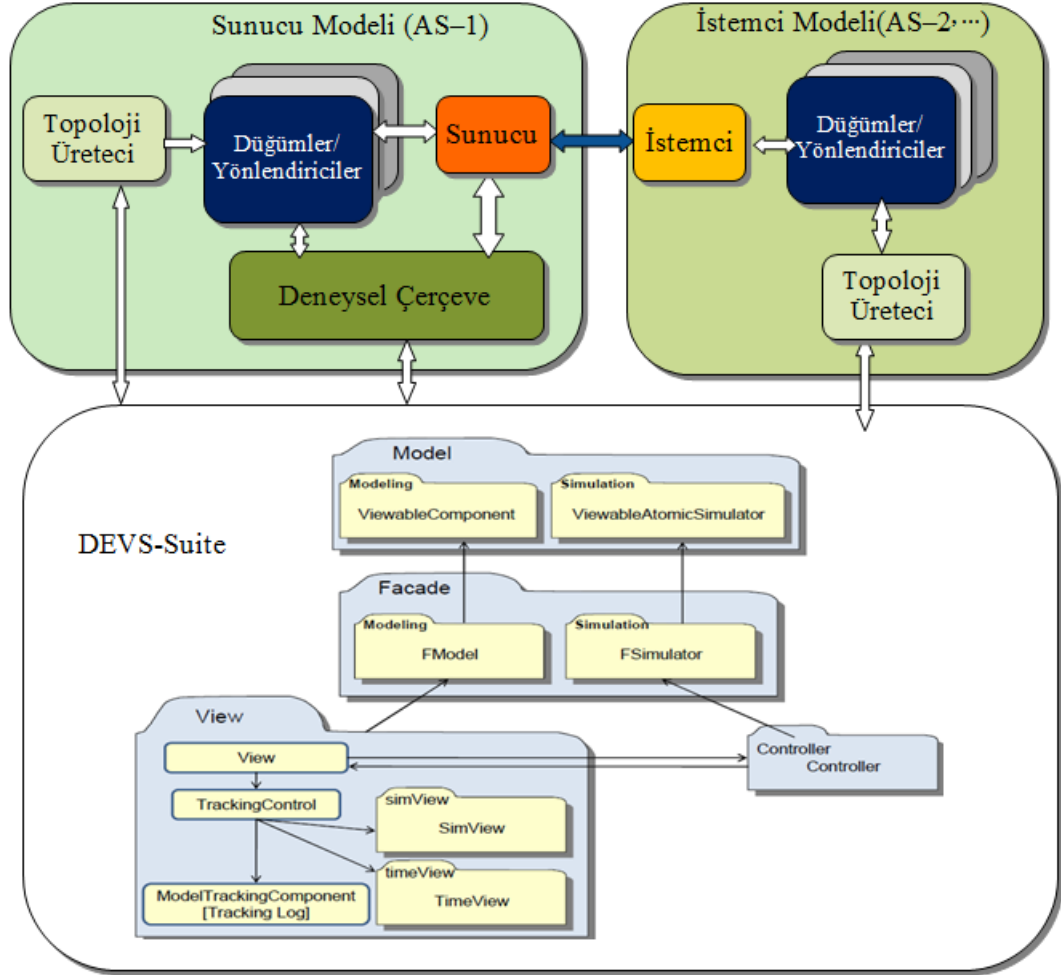 Sunucu Modeli (AS–1)
İstemci Modeli(AS–2,...)
Topoloji
Üreteci
Düğümler/
Yönlendiriciler
Sunucu
İstemci
Düğümler/
Yönlendiriciler
Deneysel Çerçeve
Topoloji
Üreteci
DEVS-Suite
Model
Modeling
ViewableComponent
Simulation
ViewableAtomicSimulator
Facade
Modeling
FModel
Simulation
FSimulator
View
View
TrackingControl
simView
SimView
timeView
TimeView
ModelTrackingComponent
[Tracking Log]
Controller
Controller